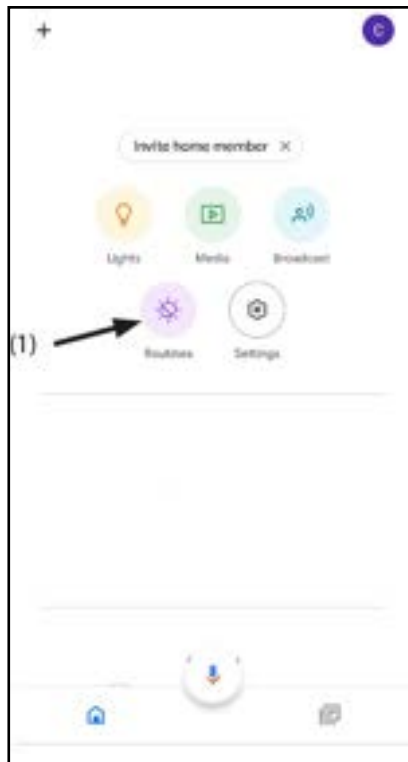 C
Invite home member
Lights Media Broadcast
(1)
Routines Settings